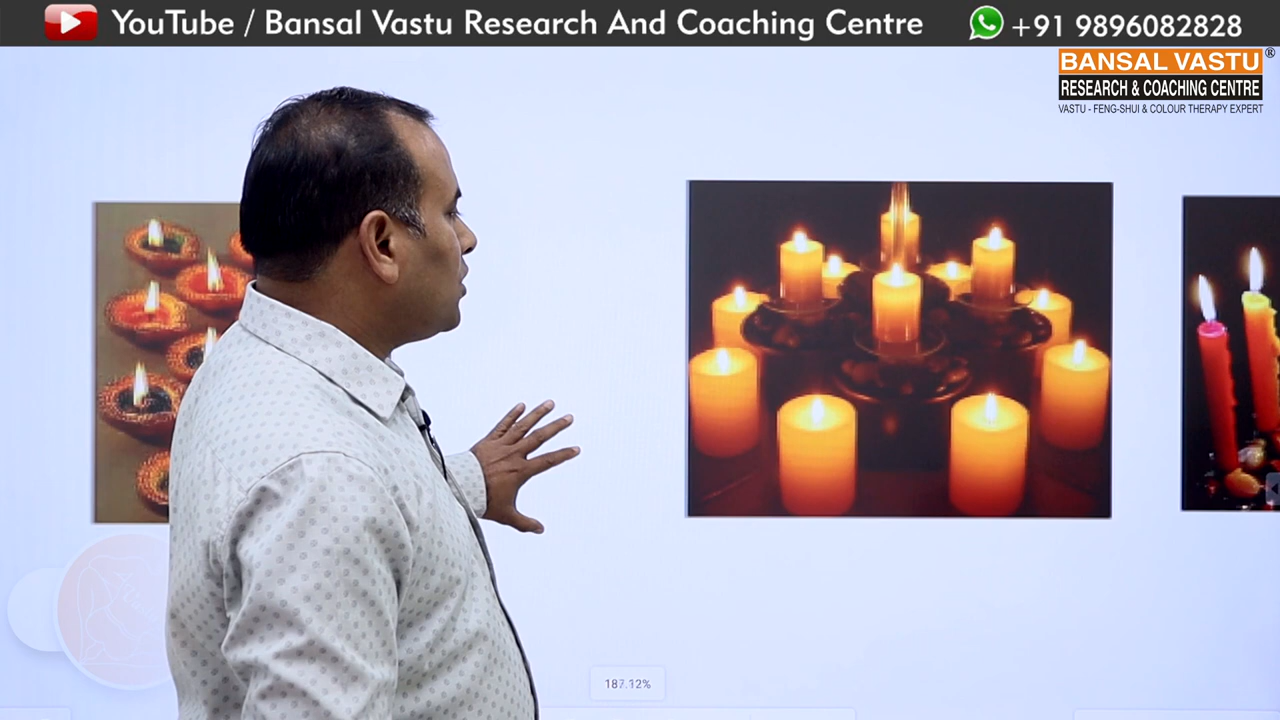 YouTube / Bansal Vastu Research And Coaching Centre
+91 9896082828
BANSAL VASTU®
RESEARCH & COACHING CENTRE
VASTU - FENG-SHUI & COLOUR THERAPY EXPERT
187.12%